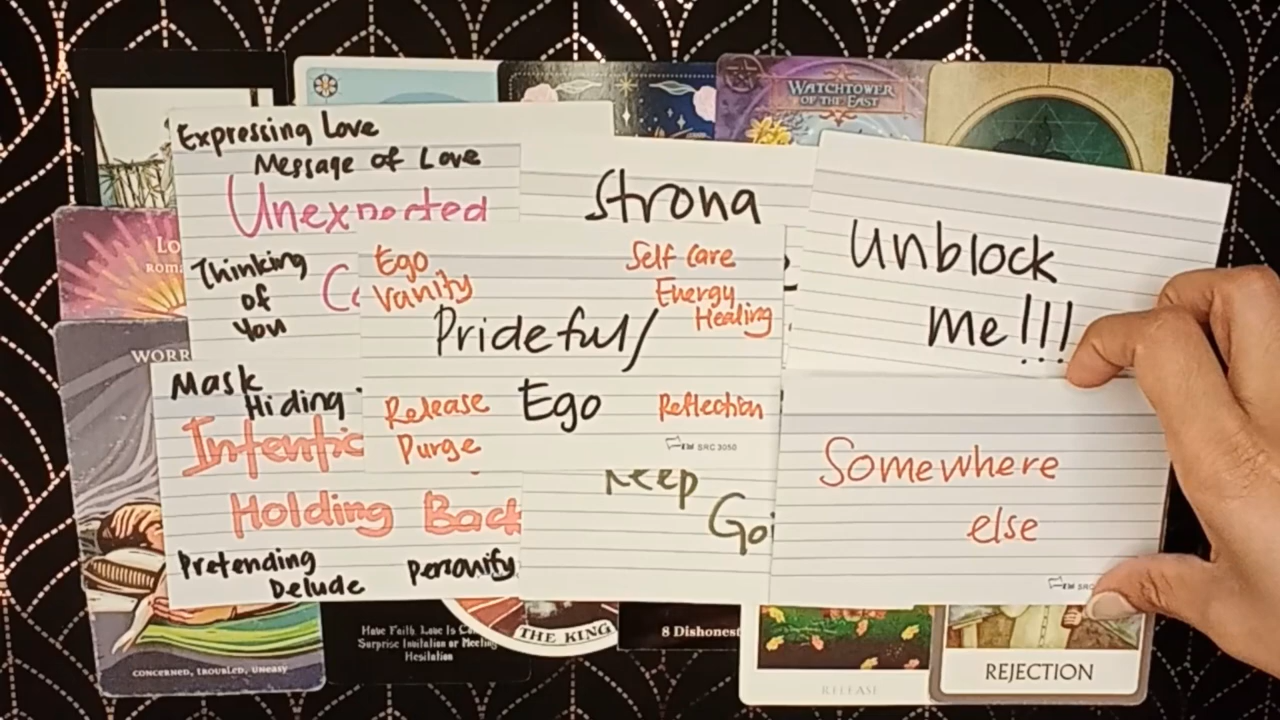 WATCHTOWER
OF THE EAST
Expressing Love
Message of Love
Thinking
of
You
Strong
Unblock
Me!!!
Ego
Vanity
Self Care
Energy
Healing
Prideful/
Ego
Release
Purge
Reflection
SRC 3050
Mask
Hiding
Holding Back
Pretending
Delude
Personify
Keep
Somewhere
else
CONCERNED, TROUBLED, UNEASY
Have Faith. Love Is
Surprise Invitation or Meeting
Hesitation
THE KING
8 Dishonest
RELEASE
REJECTION